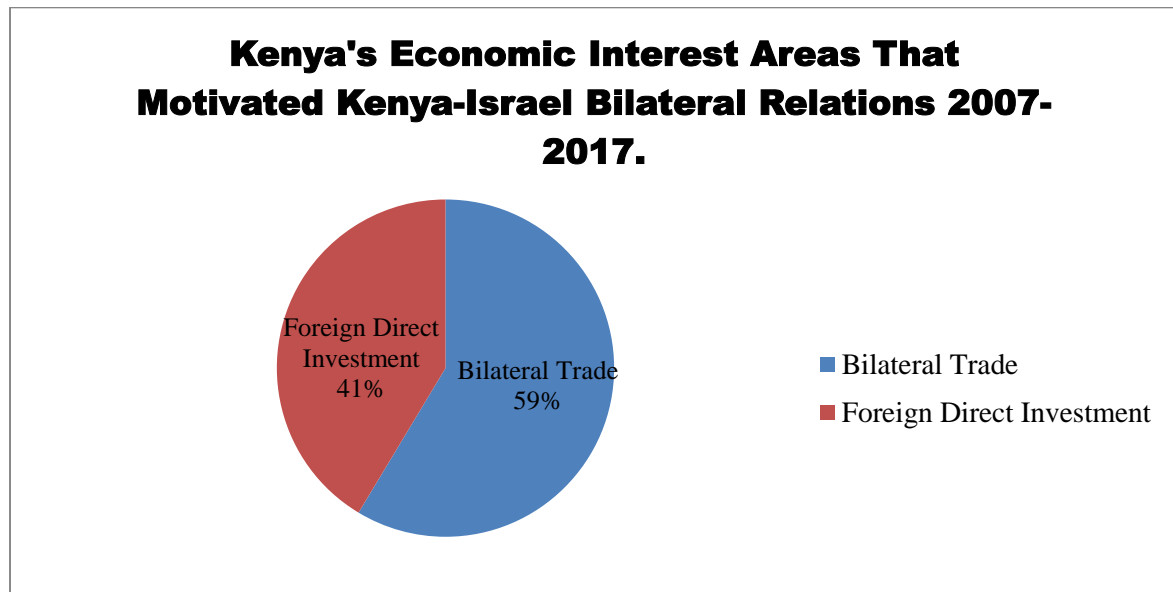 Kenya's Economic Interest Areas That
Motivated Kenya-Israel Bilateral Relations 2007-
2017.
Foreign Direct
Investment
41%
Bilateral Trade
59%
Bilateral Trade
Foreign Direct Investment